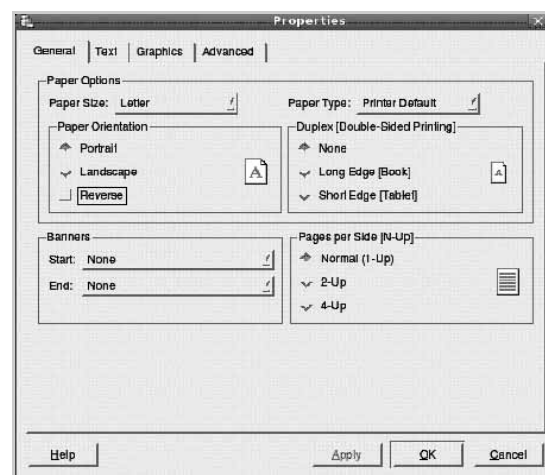 Properties
General Text Graphics Advanced
Paper Options
Paper Size: Letter Paper Type: Printer Default
Paper Orientation Duplex [Double-Sided Printing]
Portrait None
Landscape A Long Edge [Book] A
Reverse Short Edge [Tablet]
Banners Pages per Side [N-Up]
Start: None Normal (1-Up)
End: None 2-Up
4-Up
Help Apply OK Cancel